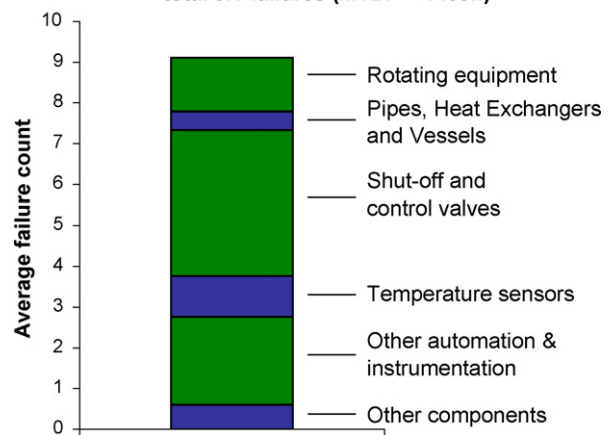 10
9
8
7
6
5
4
3
2
1
0
Average failure count
Rotating equipment
Pipes, Heat Exchangers
and Vessels
Shut-off and
control valves
Temperature sensors
Other automation &
instrumentation
Other components